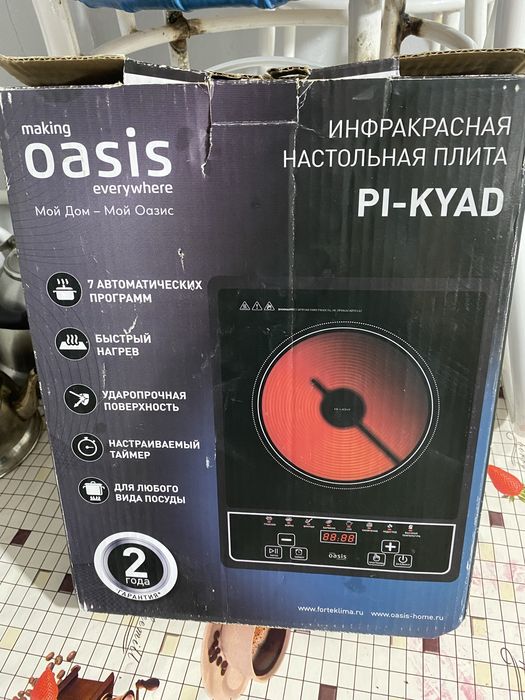 making
oasis
everywhere
Мой Дом – Мой Оазис
ИНФРАКРАСНАЯ
НАСТОЛЬНАЯ ПЛИТА
PI-KYAD
7 АВТОМАТИЧЕСКИХ
ПРОГРАММ
БЫСТРЫЙ
НАГРЕВ
УДАРОПРОЧНАЯ
ПОВЕРХНОСТЬ
НАСТРАИВАЕМЫЙ
ТАЙМЕР
ДЛЯ ЛЮБОГО
ВИДА ПОСУДЫ
2
ГОДА
ГАРАНТИЯ*
88:88
oasis
www.forteklima.ru www.oasis-home.ru